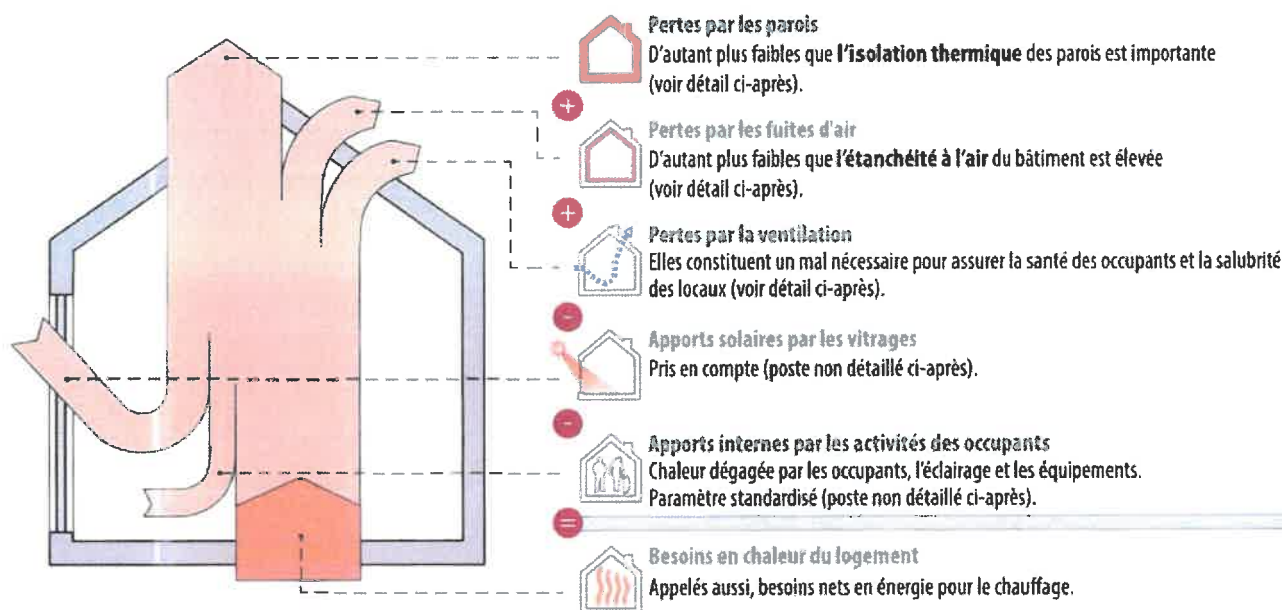 Pertes par les parois
D'autant plus faibles que l'isolation thermique des parois est importante
(voir détail ci-après).
+
Pertes par les fuites d'air
D'autant plus faibles que l'étanchéité à l'air du bâtiment est élevée
(voir détail ci-après).
+
Pertes par la ventilation
Elles constituent un mal nécessaire pour assurer la santé des occupants et la salubrité
des locaux (voir détail ci-après).
-
Apports solaires par les vitrages
Pris en compte (poste non détaillé ci-après).
-
Apports internes par les activités des occupants
Chaleur dégagée par les occupants, l'éclairage et les équipements.
Paramètre standardisé (poste non détaillé ci-après).
=
Besoins en chaleur du logement
Appelés aussi, besoins nets en énergie pour le chauffage.